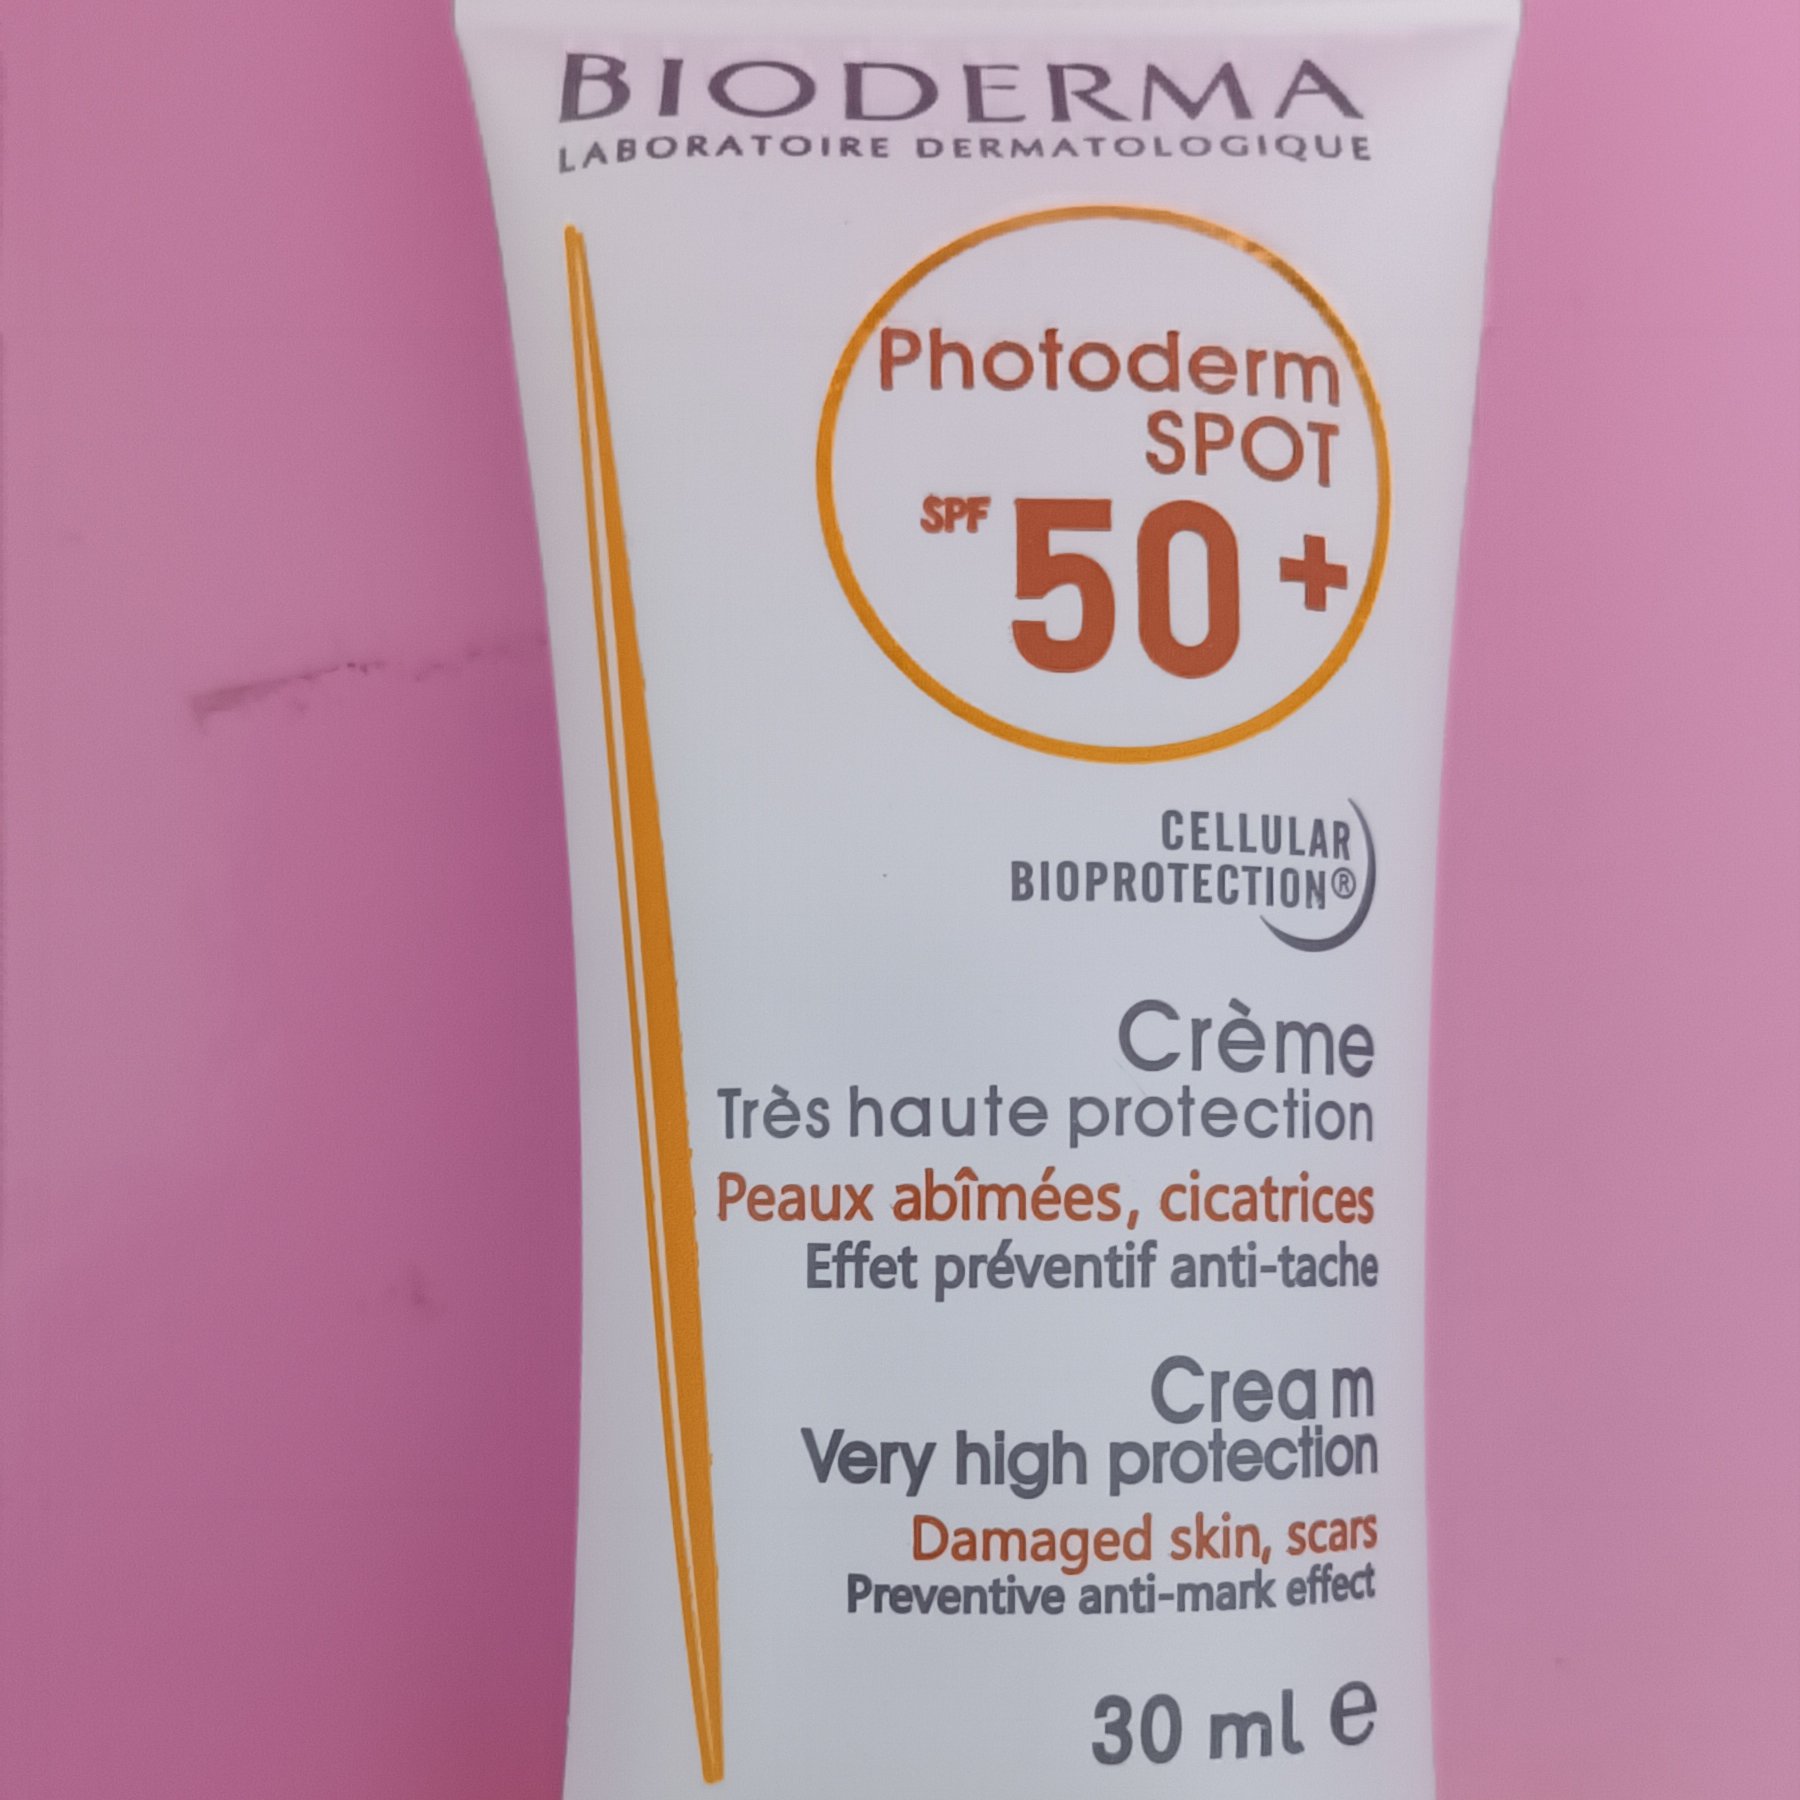 BIODERMA
LABORATOIRE DERMATOLOGIQUE
Photoderm
SPOT
SPF 50+
CELLULAR
BIOPROTECTION®
Crème
Très haute protection
Peaux abîmées, cicatrices
Effet préventif anti-tache
Cream
Very high protection
Damaged skin, scars
Preventive anti-mark effect
30 ml e